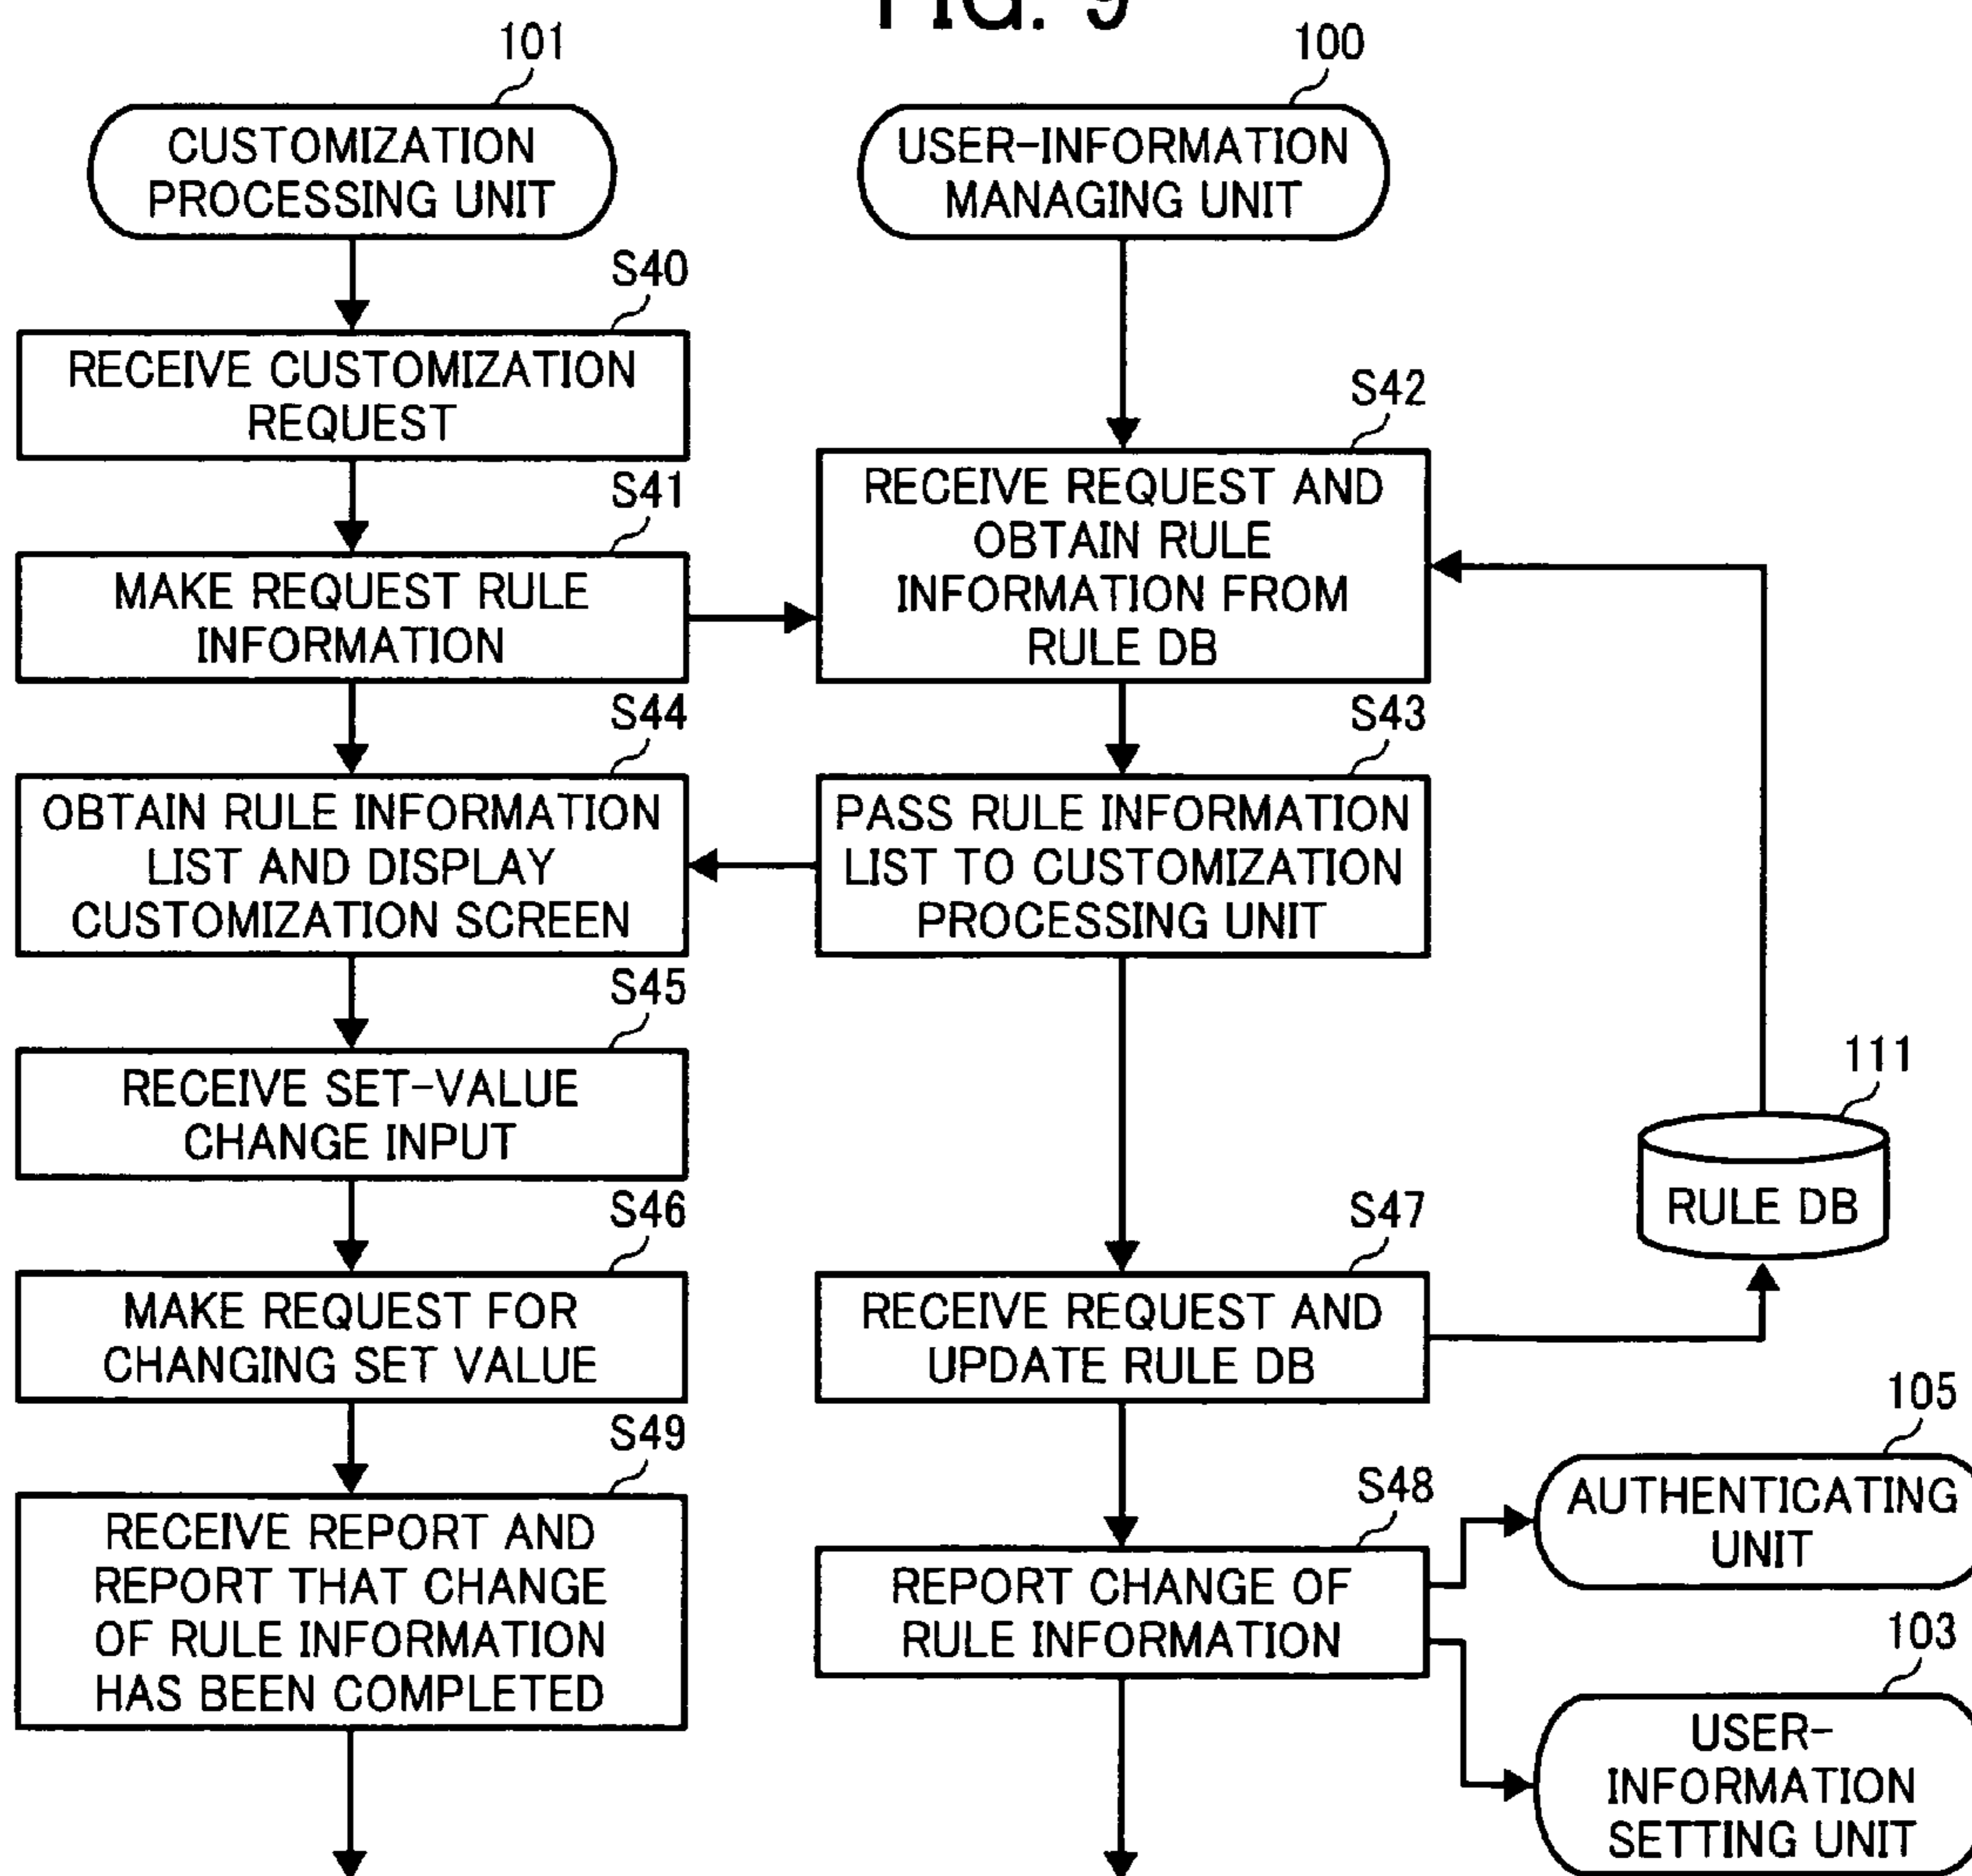 FIG. 9
101
CUSTOMIZATION
PROCESSING UNIT
100
USER-INFORMATION
MANAGING UNIT
S40
RECEIVE CUSTOMIZATION
REQUEST
S41
MAKE REQUEST RULE
INFORMATION
S42
RECEIVE REQUEST AND
OBTAIN RULE
INFORMATION FROM
RULE DB
S43
PASS RULE INFORMATION
LIST TO CUSTOMIZATION
PROCESSING UNIT
S44
OBTAIN RULE INFORMATION
LIST AND DISPLAY
CUSTOMIZATION SCREEN
S45
RECEIVE SET-VALUE
CHANGE INPUT
111
RULE DB
S46
MAKE REQUEST FOR
CHANGING SET VALUE
S47
RECEIVE REQUEST AND
UPDATE RULE DB
S49
RECEIVE REPORT AND
REPORT THAT CHANGE
OF RULE INFORMATION
HAS BEEN COMPLETED
S48
REPORT CHANGE OF
RULE INFORMATION
105
AUTHENTICATING
UNIT
103
USER-
INFORMATION
SETTING UNIT